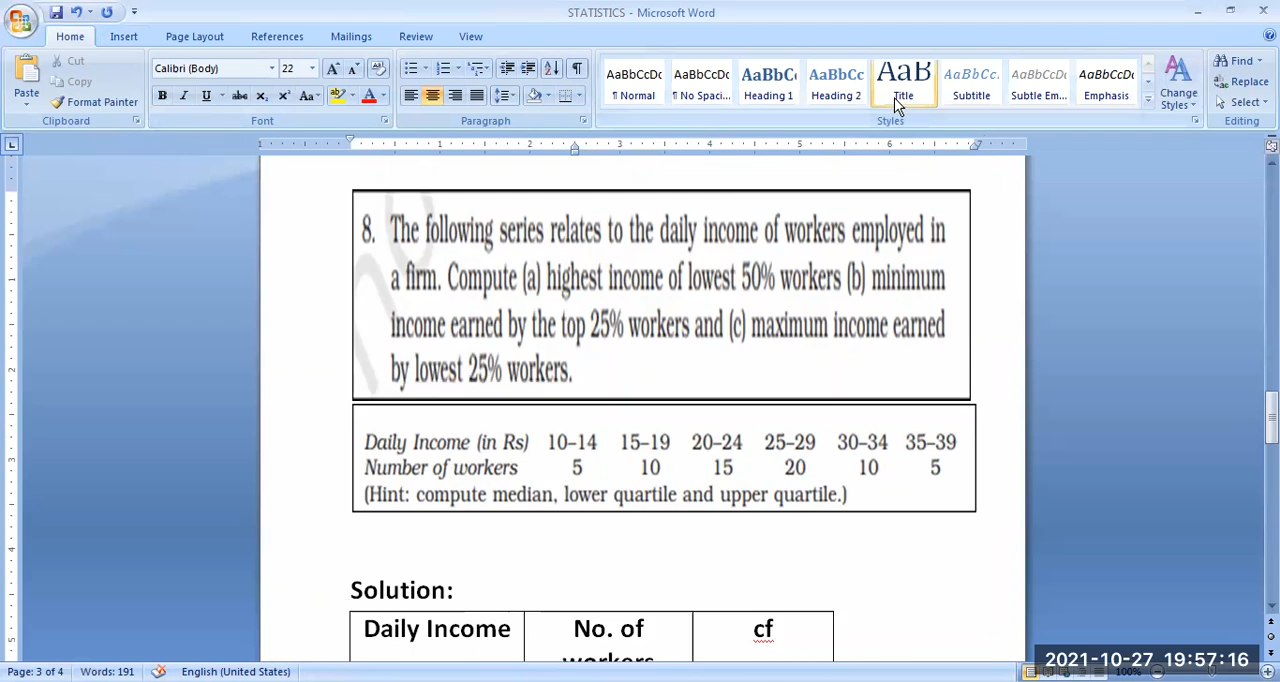 STATISTICS - Microsoft Word
Home Insert Page Layout References Mailings Review View
Paste
Cut
Copy
Format Painter
Clipboard
Calibri (Body) 22
Font
Paragraph
AaBbCcDc AaBbCcDc AaBbC AaBbCc AaB AaBbCc. AaBbCcDc AaBbCcDc
¶ Normal ¶ No Spaci... Heading 1 Heading 2 Title Subtitle Subtle Em... Emphasis
Change
Styles
Styles
Find
Replace
Select
Editing
8. The following series relates to the daily income of workers employed in
a firm. Compute (a) highest income of lowest 50% workers (b) minimum
income earned by the top 25% workers and (c) maximum income earned
by lowest 25% workers.
Daily Income (in Rs) 10–14 15–19 20–24 25–29 30–34 35–39
Number of workers 5 10 15 20 10 5
(Hint: compute median, lower quartile and upper quartile.)
Solution:
Daily Income No. of cf
workers
Page: 3 of 4 Words: 191 English (United States) 100%
2021-10-27 19:57:16